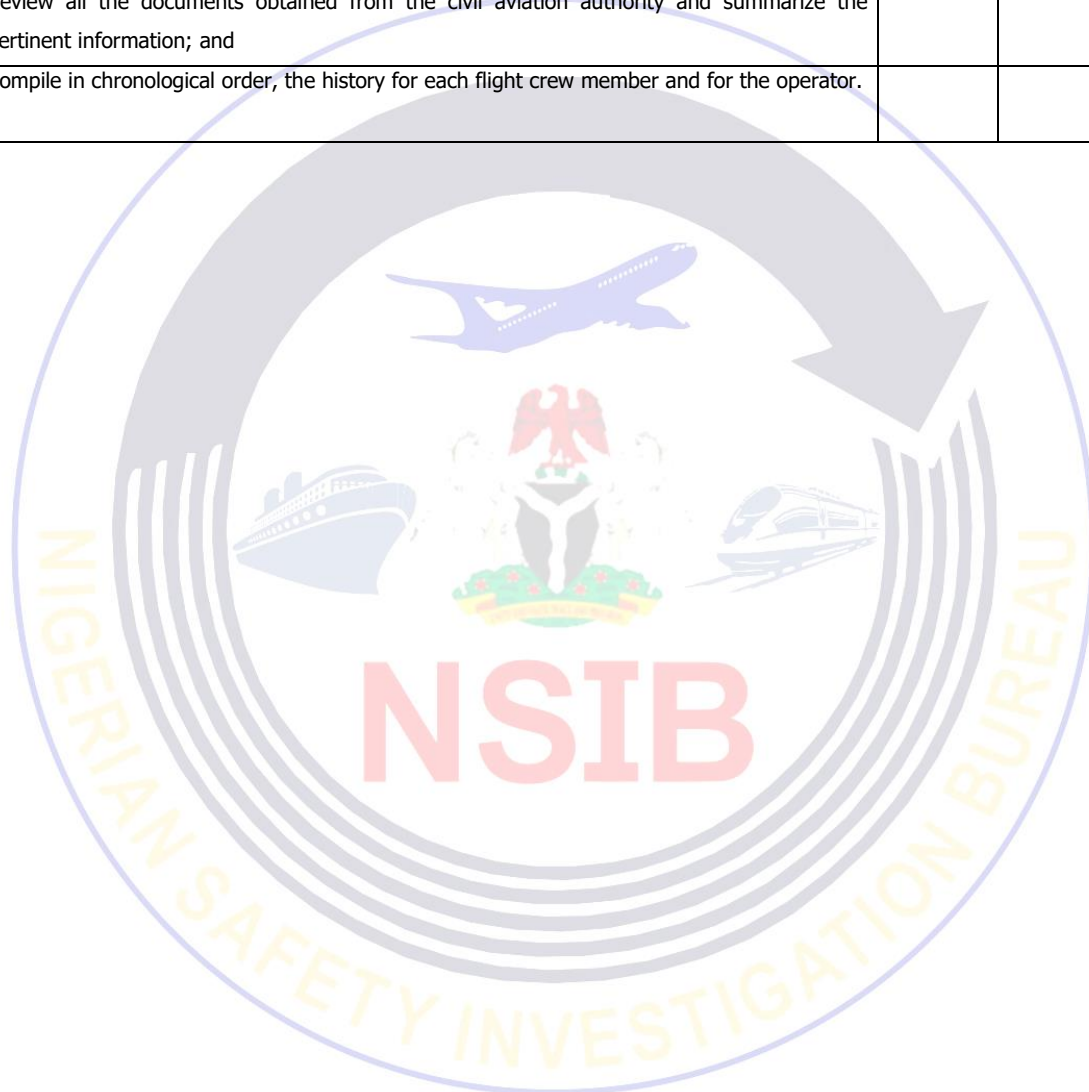 eview all the documents obtained from the civil aviation authority and summarize the
ertinent information; and
ompile in chronological order, the history for each flight crew member and for the operator.
NSIB
NIGERIAN SAFETY INVESTIGATION BUREAU